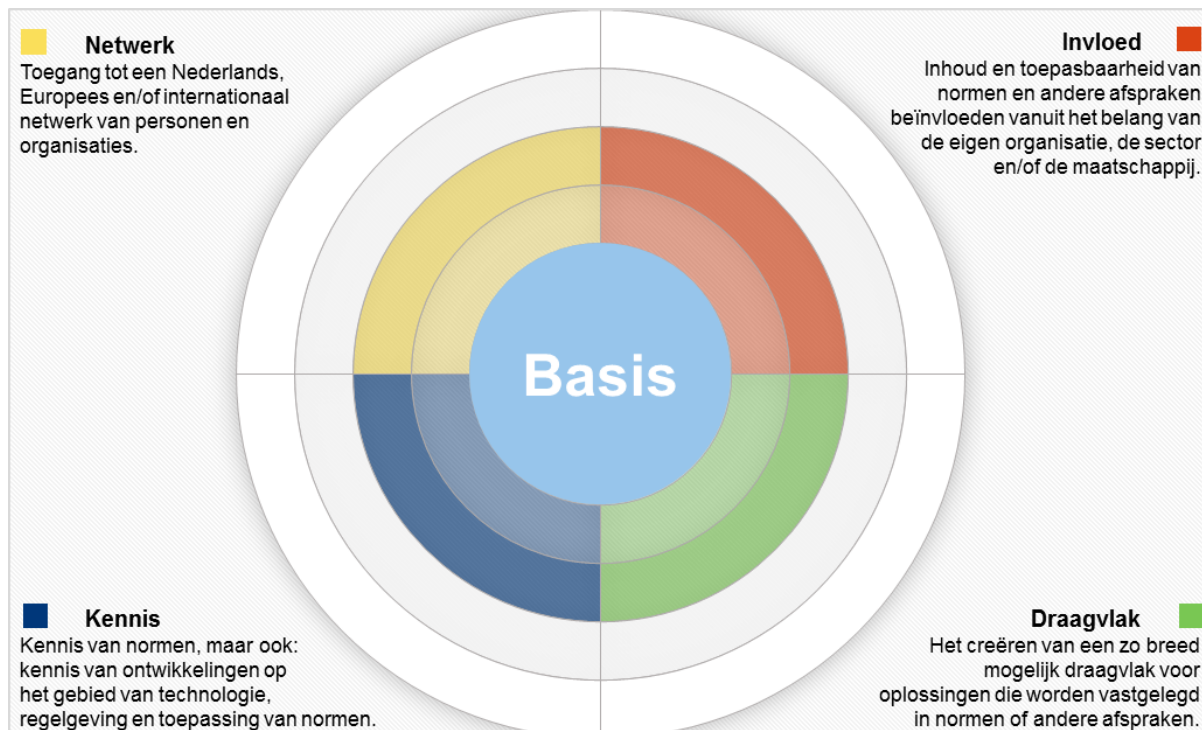 Netwerk
Toegang tot een Nederlands,
Europees en/of internationaal
netwerk van personen en
organisaties.
Invloed
Inhoud en toepasbaarheid van
normen en andere afspraken
beïnvloeden vanuit het belang van
de eigen organisatie, de sector
en/of de maatschappij.
Basis
Kennis
Kennis van normen, maar ook:
kennis van ontwikkelingen op
het gebied van technologie,
regelgeving en toepassing van normen.
Draagvlak
Het creëren van een zo breed
mogelijk draagvlak voor
oplossingen die worden vastgelegd
in normen of andere afspraken.